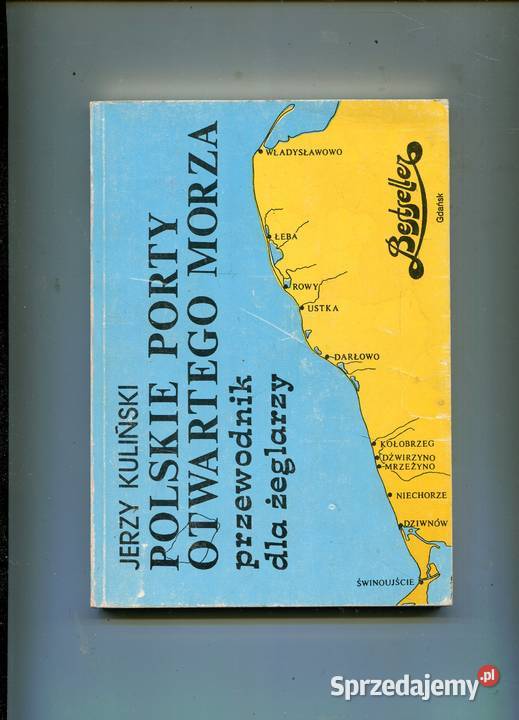 JERZY KULIŃSKI
POLSKIE PORTY
OTWARTEGO MORZA
przewodnik
dla żeglarzy
WŁADYSŁAWOWO
ŁEBA
ROWY
USTKA
DARŁOWO
KOŁOBRZEG
DŹWIRZYNO
MRZEŻYNO
NIECHORZE
DZIWNÓW
ŚWINOUJŚCIE
Bestseller
Gdańsk
Sprzedajemy.pl